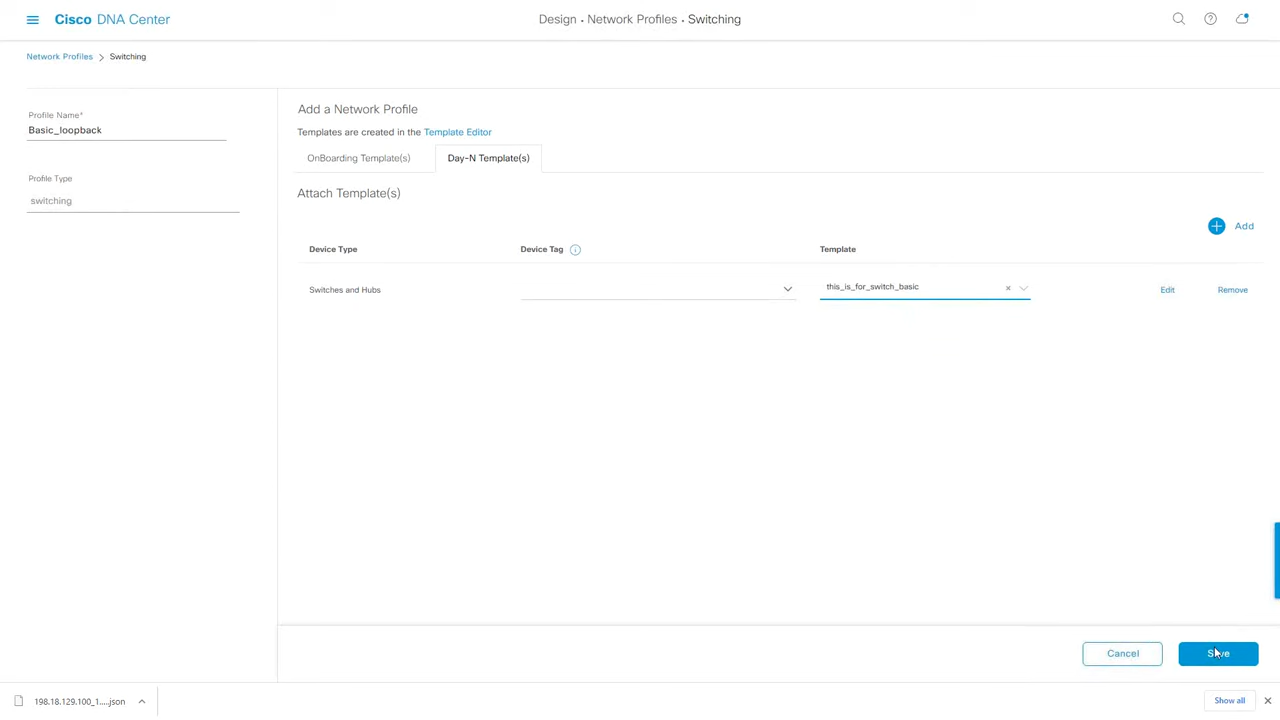 Cisco DNA Center
Design • Network Profiles • Switching
Network Profiles > Switching
Profile Name*
Basic_loopback
Profile Type
switching
Add a Network Profile
Templates are created in the Template Editor
OnBoarding Template(s)
Day-N Template(s)
Attach Template(s)
Add
Device Type
Device Tag
Template
Switches and Hubs
this_is_for_switch_basic
Edit
Remove
Cancel
Save
198.18.129.100_1....json
Show all